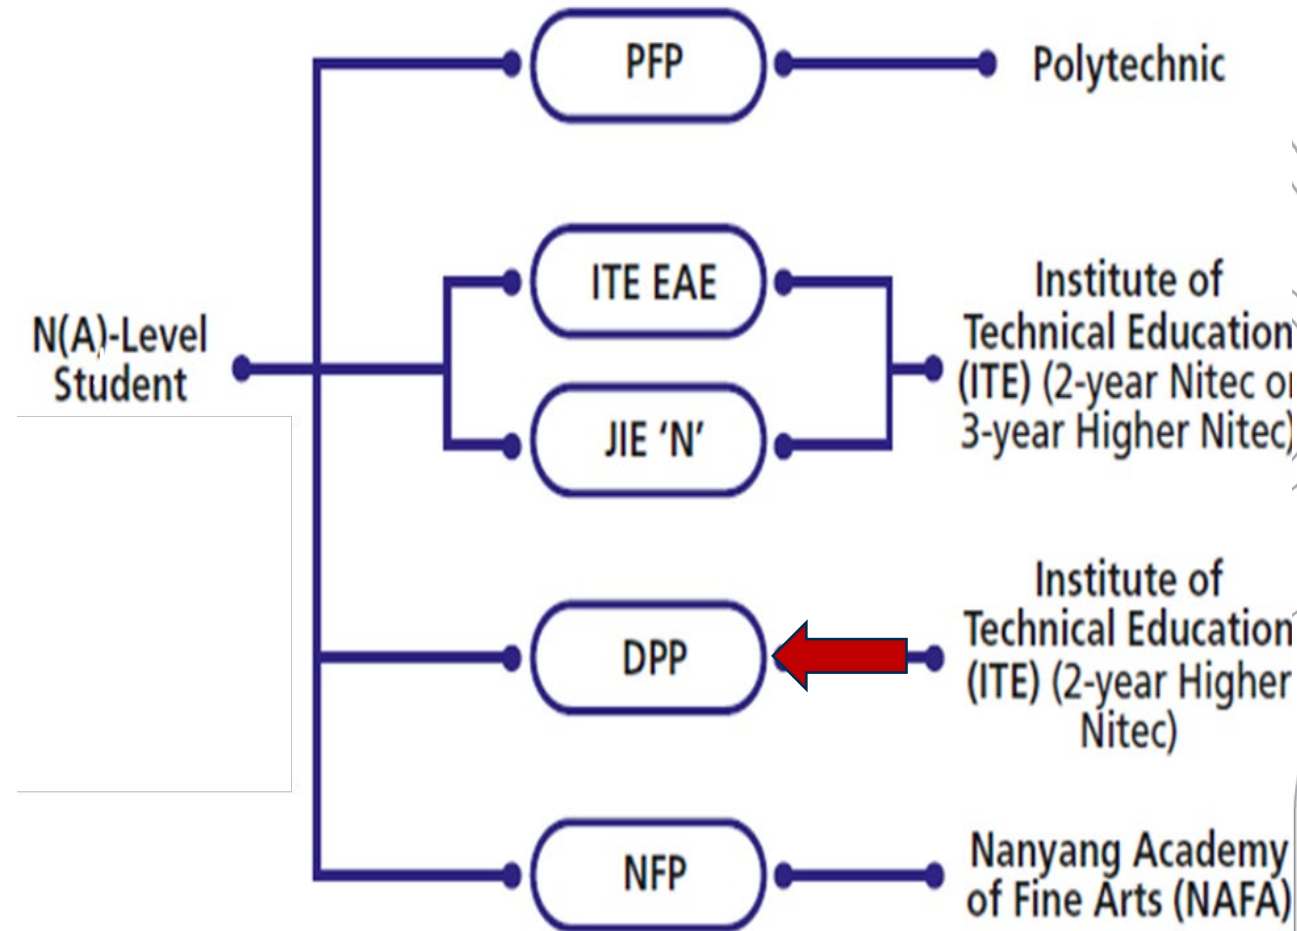 PFP
Polytechnic
N(A)-Level
Student
ITE EAE
JIE ‘N’
Institute of
Technical Education
(ITE) (2-year Nitec or
3-year Higher Nitec)
DPP
Institute of
Technical Education
(ITE) (2-year Higher
Nitec)
NFP
Nanyang Academy
of Fine Arts (NAFA)